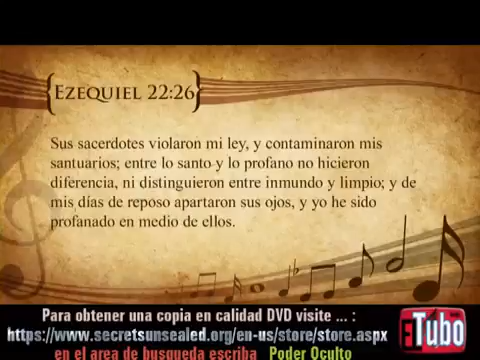 {EZEQUIEL 22:26}
Sus sacerdotes violaron mi ley, y contaminaron mis
santuarios; entre lo santo y lo profano no hicieron
diferencia, ni distinguieron entre inmundo y limpio; y de
mis días de reposo apartaron sus ojos, y yo he sido
profanado en medio de ellos.
Para obtener una copia en calidad DVD visite ... :
https://www.secretsunsealed.org/en-us/store/store.aspx
en el area de busqueda escriba Poder Oculto
FTubo